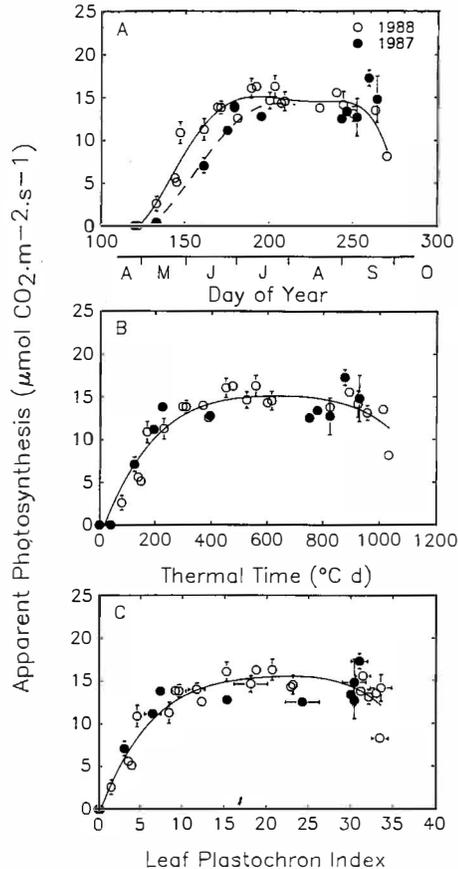 Apparent Photosynthesis (μmol CO2·m−2·s−1)
25
20
15
10
5
0
A
1988
1987
100 150 200 250 300
A M J J A S O
Day of Year
25
20
15
10
5
0
B
0 200 400 600 800 1000 1200
Thermal Time (°C d)
25
20
15
10
5
0
C
0 5 10 15 20 25 30 35 40
Leaf Plastochron Index